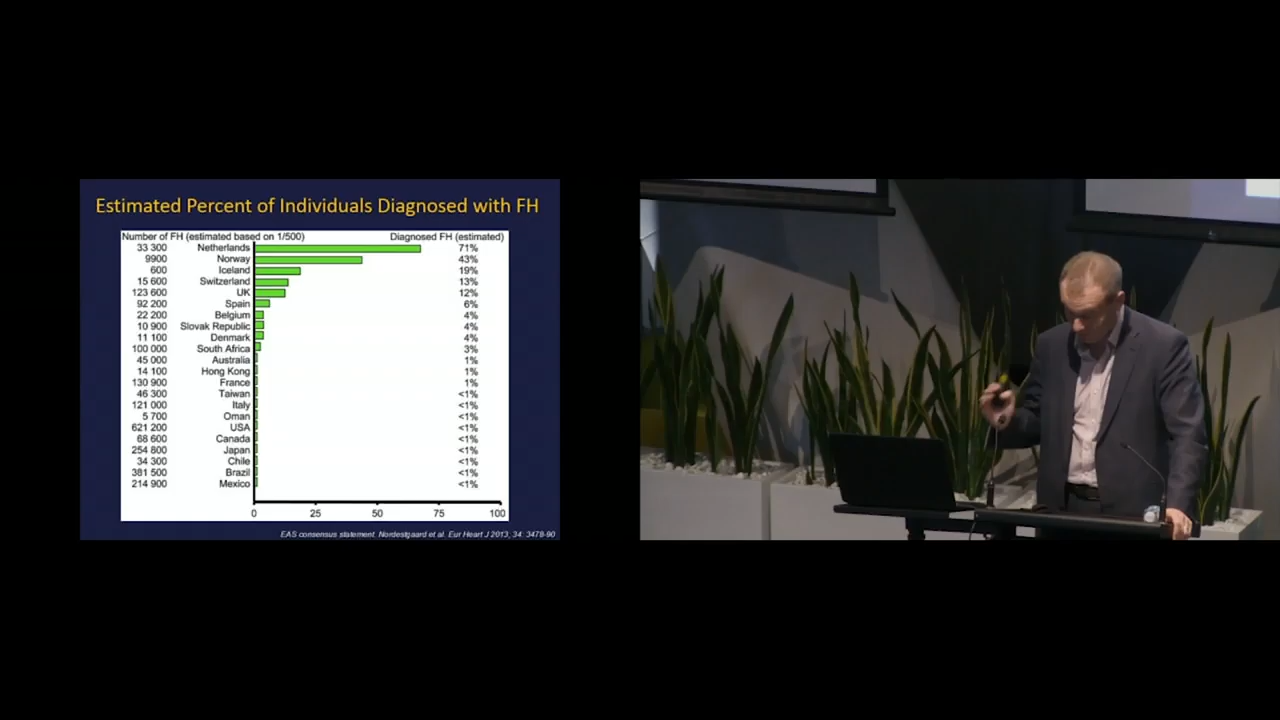 Estimated Percent of Individuals Diagnosed with FH
Number of FH (estimated based on 1/500) Diagnosed FH (estimated)
33 300 Netherlands 71%
9900 Norway 43%
600 Iceland 19%
15 600 Switzerland 13%
123 600 UK 12%
92 200 Spain 6%
22 200 Belgium 4%
10 900 Slovak Republic 4%
11 100 Denmark 4%
100 000 South Africa 3%
45 000 Australia 1%
14 100 Hong Kong 1%
130 900 France 1%
46 300 Taiwan <1%
121 000 Italy <1%
5 700 Oman <1%
621 200 USA <1%
68 600 Canada <1%
254 800 Japan <1%
34 300 Chile <1%
381 500 Brazil <1%
214 900 Mexico <1%
0 25 50 75 100
EAS consensus statement. Nordestgaard et al. Eur Heart J 2013; 34: 3478-90